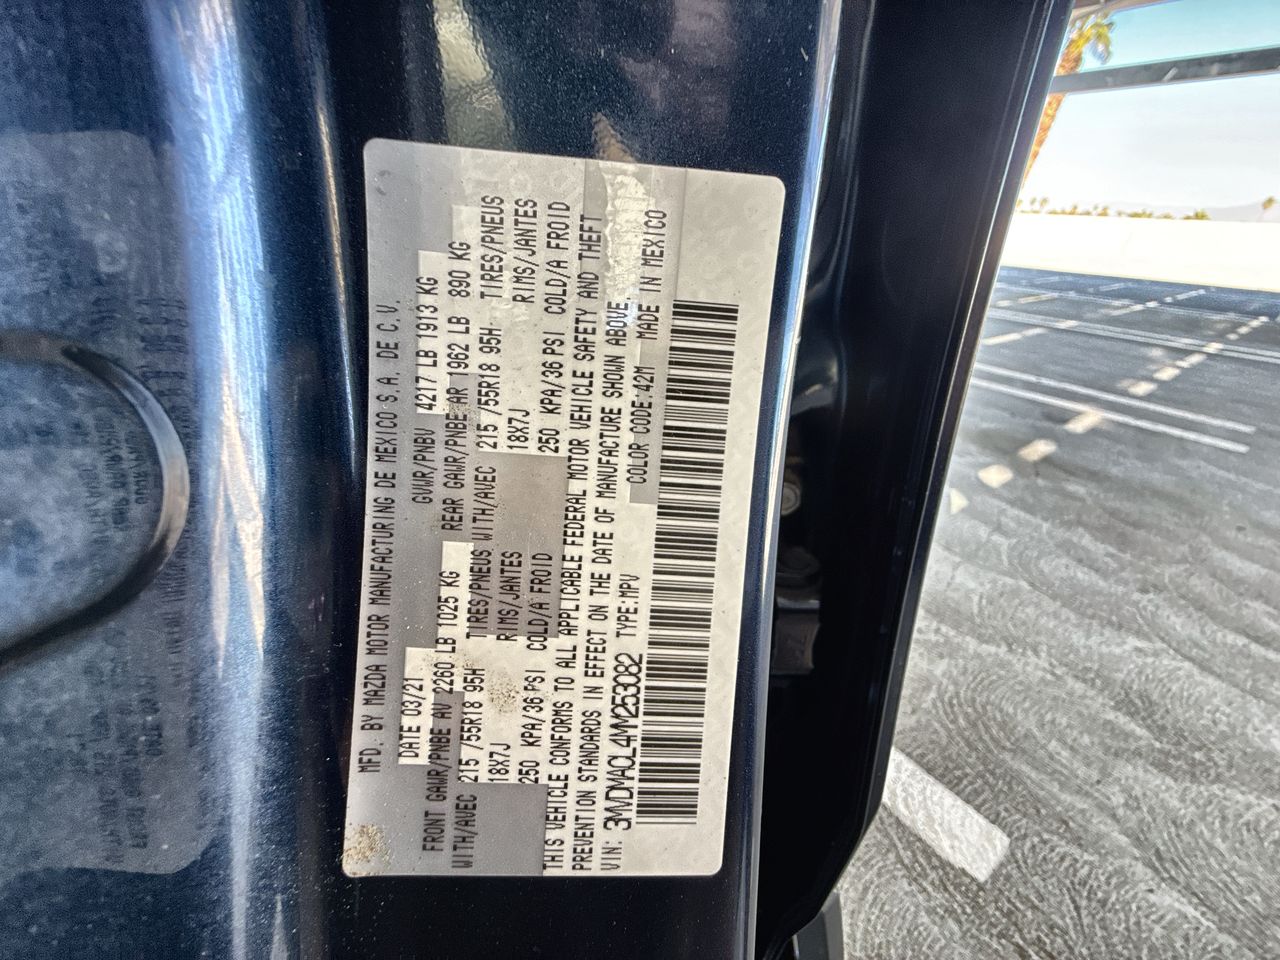 MFD. BY MAZDA MOTOR MANUFACTURING DE MEXICO S.A. DE C.V.
DATE 03/21 GVWR/PNBV 4217 LB 1913 KG
FRONT GAWR/PNBE AV 2260 LB 1025 KG REAR GAWR/PNBE AR 1962 LB 890 KG
WITH/AVEC 215 /55R18 95H TIRES/PNEUS WITH/AVEC 215 /55R18 95H TIRES/PNEUS
18X7J RIMS/JANTES 18X7J RIMS/JANTES
250 KPA/36 PSI COLD/A FROID 250 KPA/36 PSI COLD/A FROID
THIS VEHICLE CONFORMS TO ALL APPLICABLE FEDERAL MOTOR VEHICLE SAFETY AND THEFT
PREVENTION STANDARDS IN EFFECT ON THE DATE OF MANUFACTURE SHOWN ABOVE.
VIN: 3MVDMACL4MM253082 TYPE:MPV COLOR CODE:42M MADE IN MEXICO